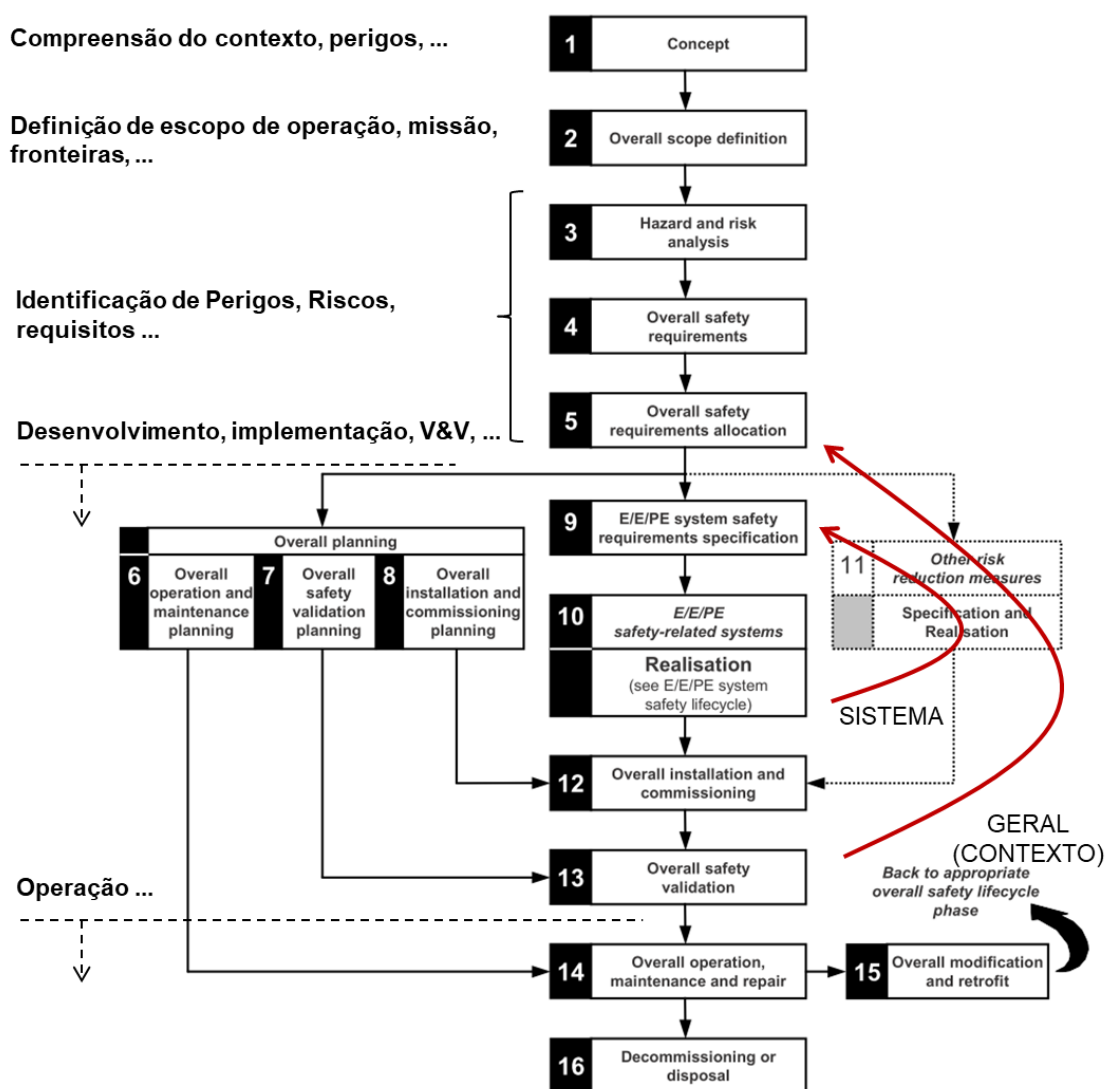 Compreensão do contexto, perigos, ...
1
Concept
Definição de escopo de operação, missão,
fronteiras, ...
2
Overall scope definition
3
Hazard and risk
analysis
Identificação de Perigos, Riscos,
requisitos ...
4
Overall safety
requirements
5
Overall safety
requirements allocation
Desenvolvimento, implementação, V&V, ...
Overall planning
6
Overall
operation and
maintenance
planning
7
Overall
safety
validation
planning
8
Overall
installation and
commissioning
planning
9
E/E/PE system safety
requirements specification
10
E/E/PE
safety-related systems
Realisation
(see E/E/PE system
safety lifecycle)
11
Other risk
reduction measures
Specification and
Realisation
SISTEMA
12
Overall installation and
commissioning
GERAL
(CONTEXTO)
13
Overall safety
validation
Back to appropriate
overall safety lifecycle
phase
Operação ...
14
Overall operation,
maintenance and repair
15
Overall modification
and retrofit
16
Decommissioning or
disposal